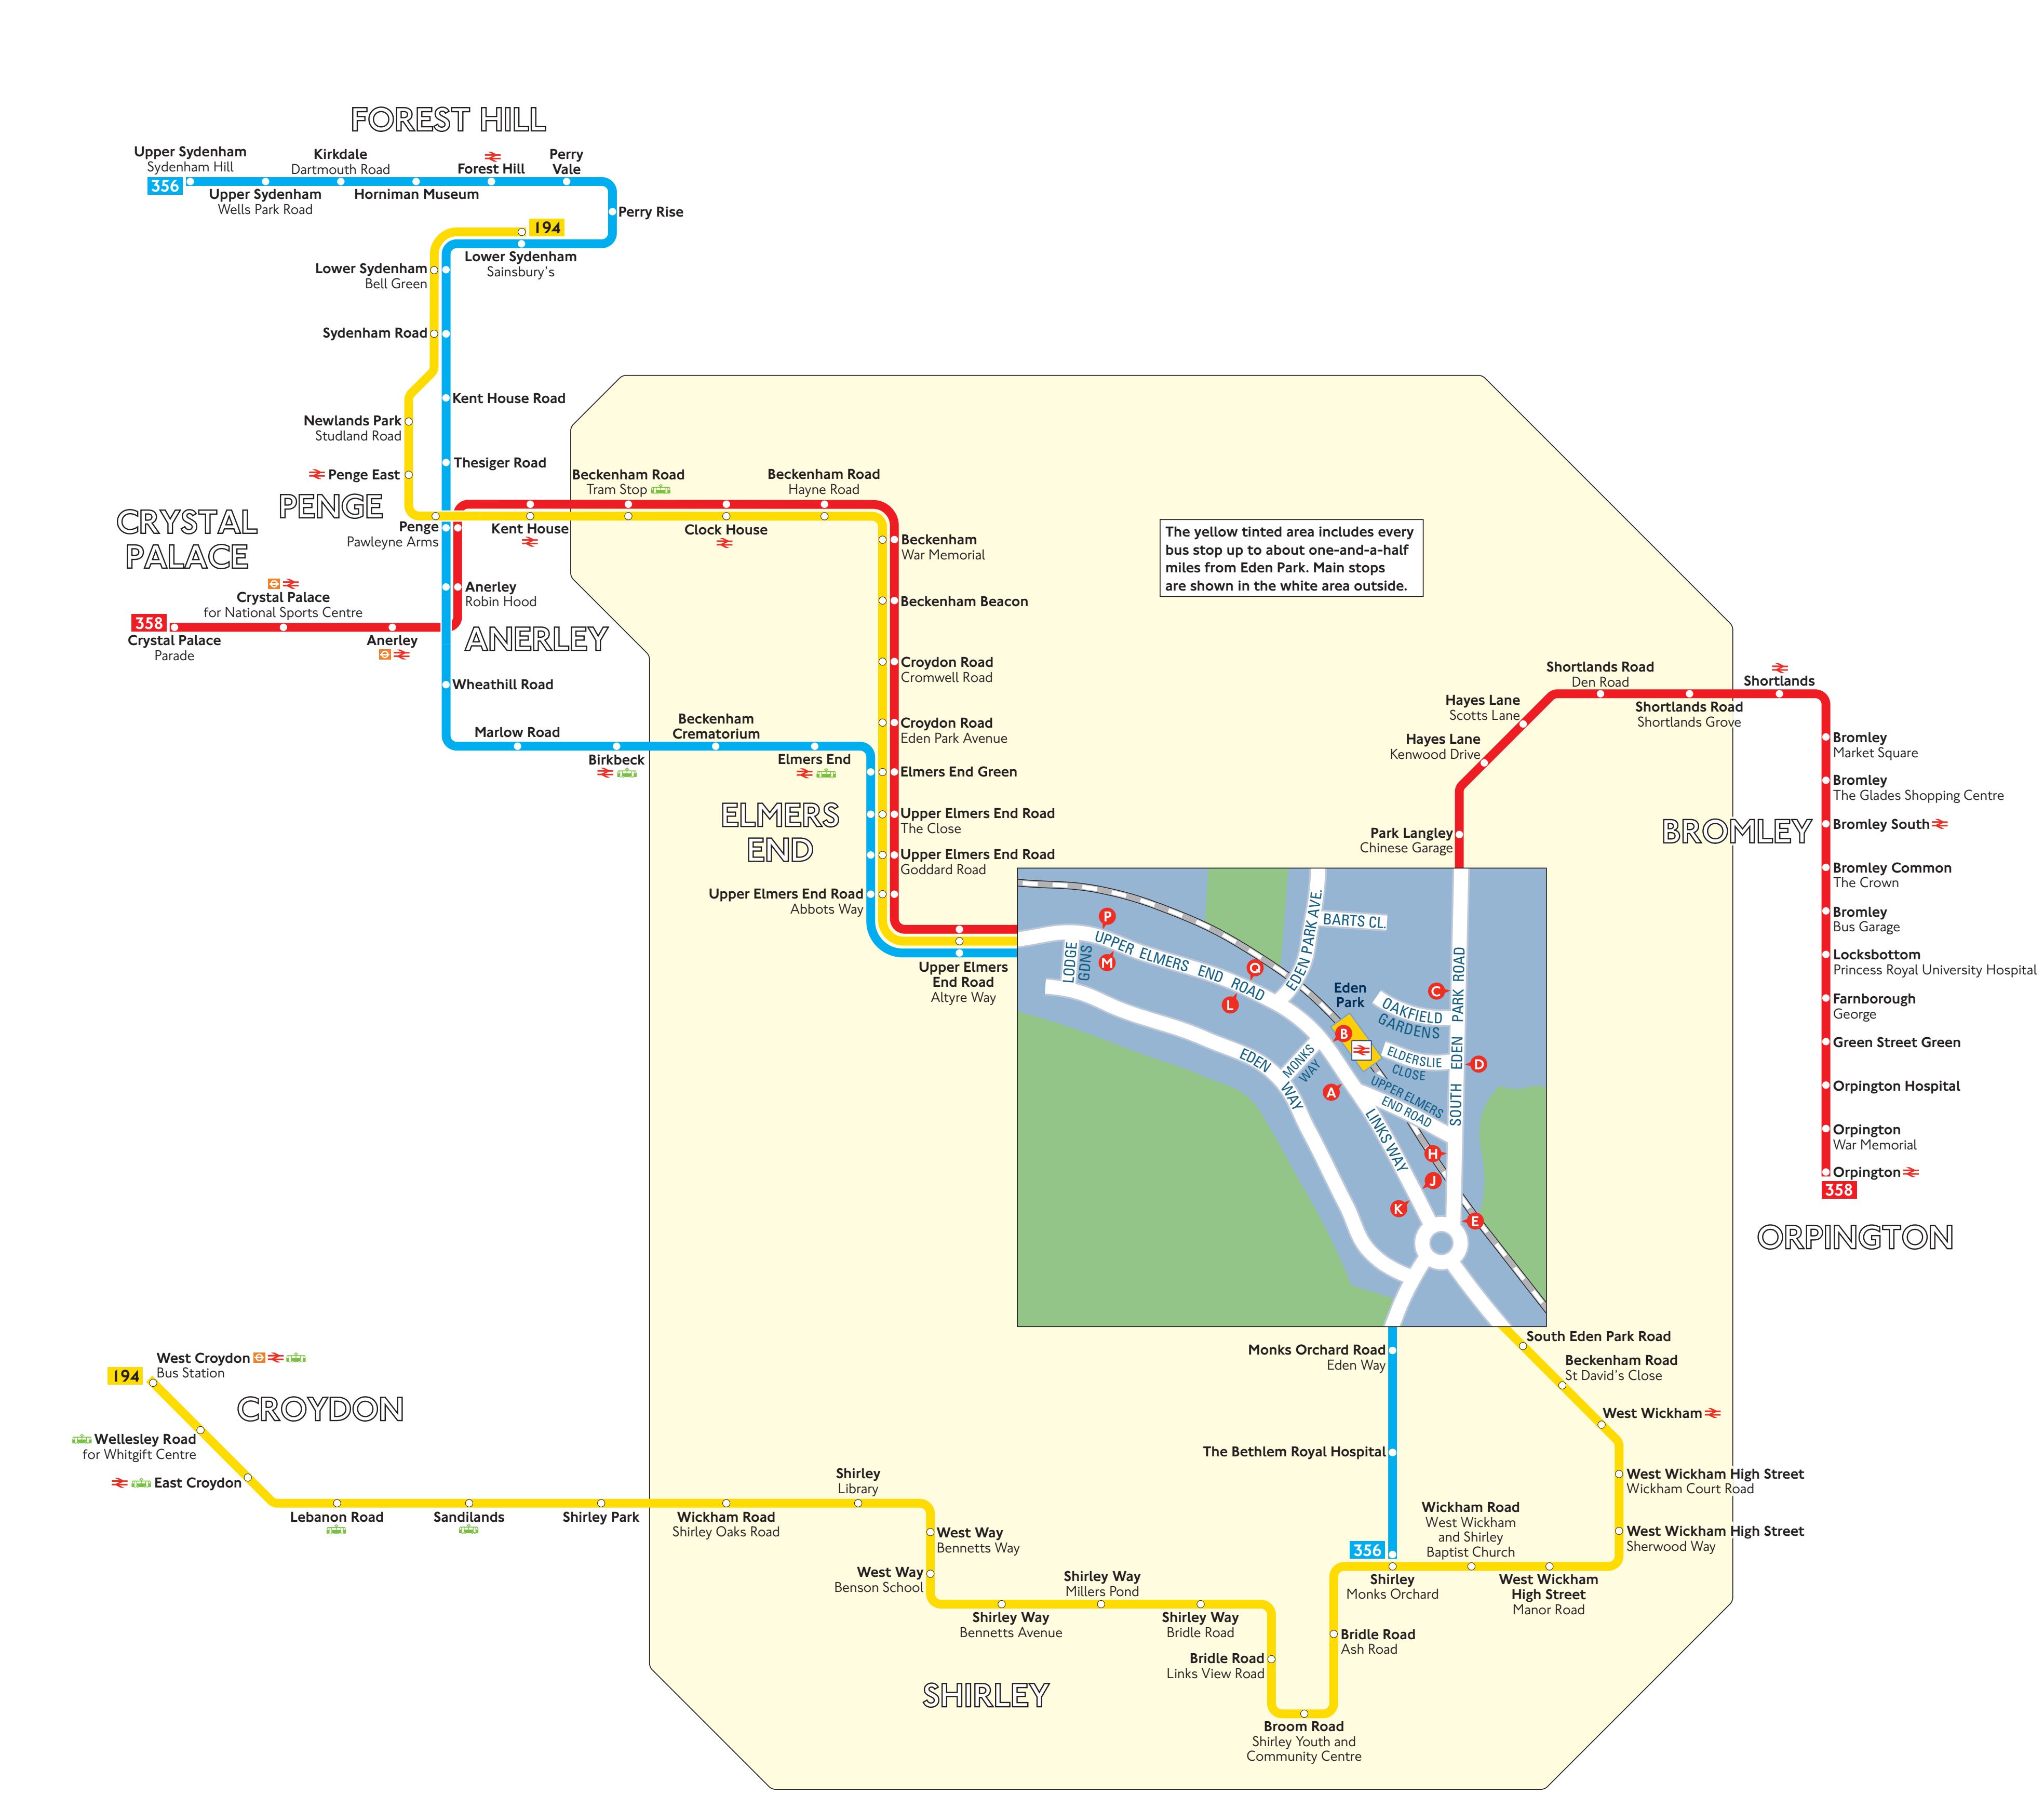 FOREST HILL
Upper Sydenham
Sydenham Hill
356
Upper Sydenham
Wells Park Road
Kirkdale
Dartmouth Road
Horniman Museum
Forest Hill
Perry
Vale
Perry Rise
194
Lower Sydenham
Sainsbury's
Lower Sydenham
Bell Green
Sydenham Road
Kent House Road
Newlands Park
Studland Road
Thesiger Road
Penge East
PENGE
CRYSTAL
PALACE
Penge
Pawleyne Arms
Kent House
Beckenham Road
Tram Stop
Clock House
Beckenham Road
Hayne Road
Crystal Palace
for National Sports Centre
358
Crystal Palace
Parade
Anerley
Anerley
Robin Hood
ANERLEY
Wheathill Road
Marlow Road
Birkbeck
Beckenham
Crematorium
Elmers End
Beckenham
War Memorial
Beckenham Beacon
Croydon Road
Cromwell Road
Croydon Road
Eden Park Avenue
Elmers End Green
ELMERS
END
Upper Elmers End Road
The Close
Upper Elmers End Road
Goddard Road
Upper Elmers End Road
Abbots Way
Upper Elmers
End Road
Altyre Way
The yellow tinted area includes every
bus stop up to about one-and-a-half
miles from Eden Park. Main stops
are shown in the white area outside.
Shortlands Road
Den Road
Shortlands
Hayes Lane
Scotts Lane
Shortlands Road
Shortlands Grove
Hayes Lane
Kenwood Drive
Park Langley
Chinese Garage
BROMLEY
Bromley
Market Square
Bromley
The Glades Shopping Centre
Bromley South
Bromley Common
The Crown
Bromley
Bus Garage
Locksbottom
Princess Royal University Hospital
Farnborough
George
Green Street Green
Orpington Hospital
Orpington
War Memorial
Orpington
358
ORPINGTON
EDEN PARK AVE.
BARTS CL.
P
LODGE
GDNS
M
UPPER ELMERS END ROAD
Q
L
Eden
Park
B
C
OAKFIELD
GARDENS
SOUTH EDEN PARK ROAD
ELDERSLIE
CLOSE
D
EDEN WAY
MONKS
WAY
A
UPPER ELMERS
END ROAD
LINKS WAY
H
J
K
E
Monks Orchard Road
Eden Way
The Bethlem Royal Hospital
356
South Eden Park Road
Beckenham Road
St David's Close
West Wickham
West Wickham High Street
Wickham Court Road
West Wickham High Street
Sherwood Way
Wickham Road
West Wickham
and Shirley
Baptist Church
Shirley
Monks Orchard
West Wickham
High Street
Manor Road
West Croydon
Bus Station
194
CROYDON
Wellesley Road
for Whitgift Centre
East Croydon
Lebanon Road
Sandilands
Shirley Park
Wickham Road
Shirley Oaks Road
Shirley
Library
West Way
Bennetts Way
West Way
Benson School
Shirley Way
Bennetts Avenue
Shirley Way
Millers Pond
Shirley Way
Bridle Road
Bridle Road
Links View Road
Bridle Road
Ash Road
SHIRLEY
Broom Road
Shirley Youth and
Community Centre